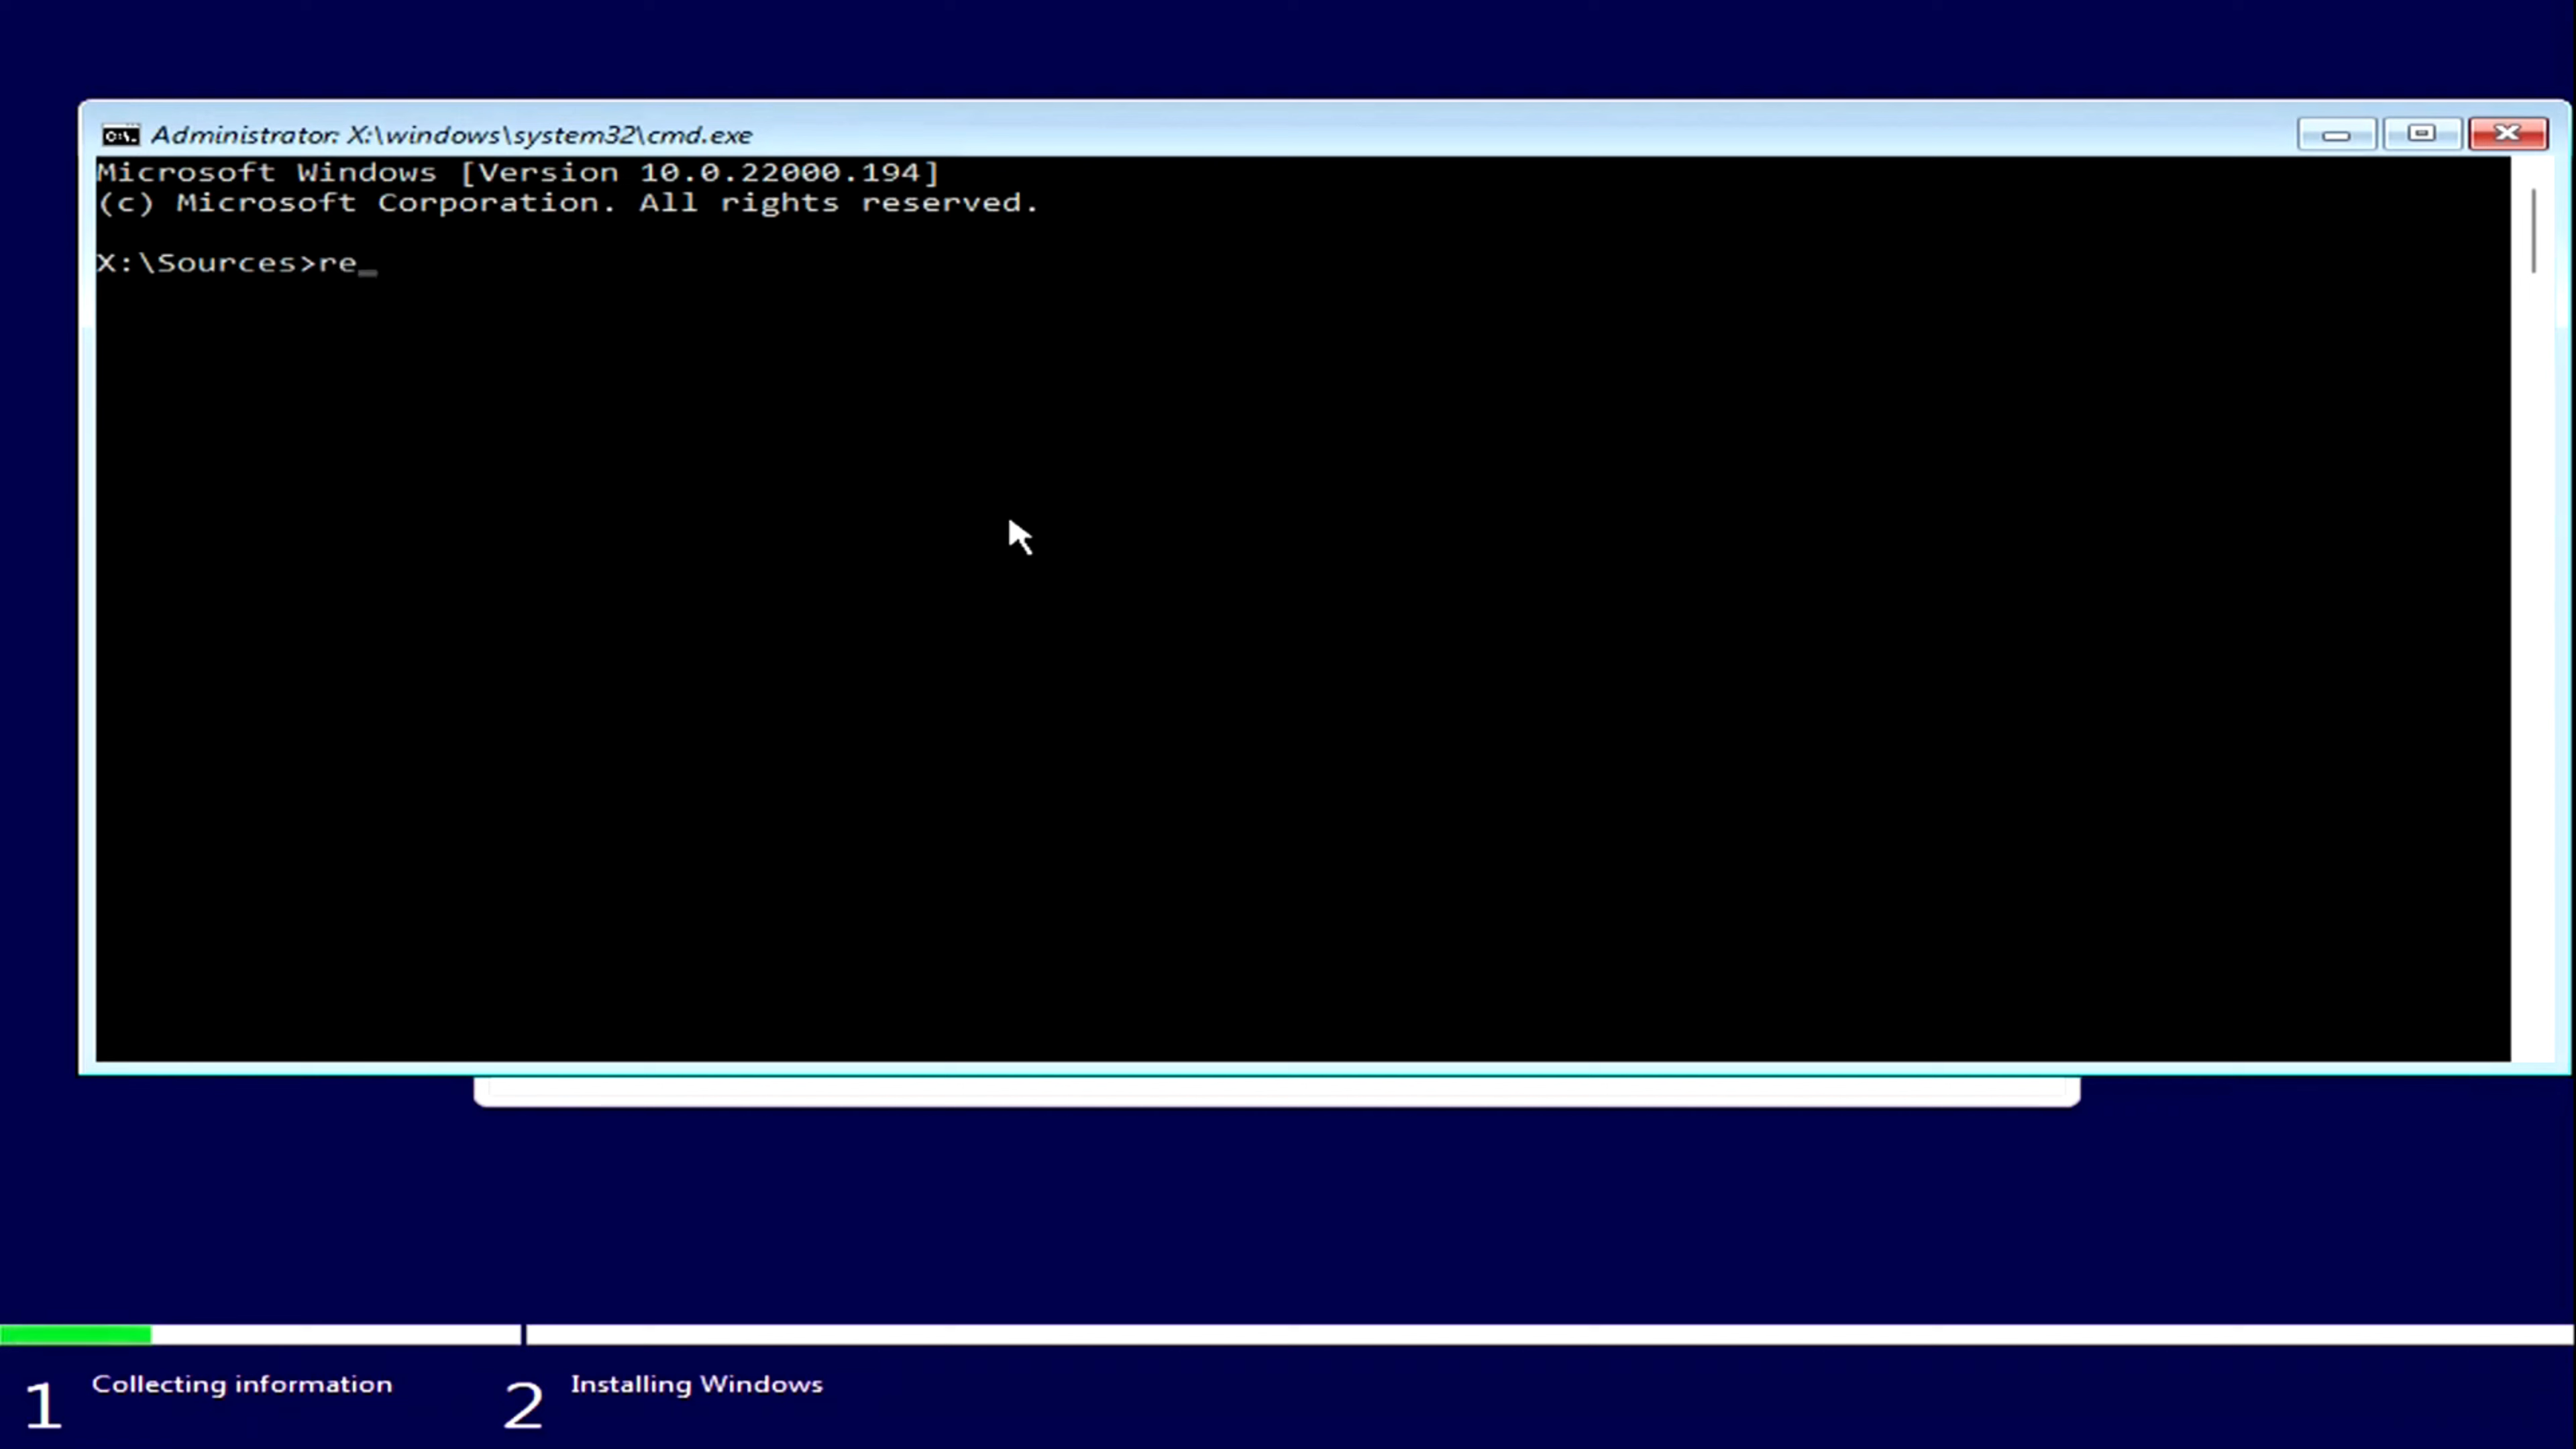 Administrator: X:\windows\system32\cmd.exe
Microsoft Windows [Version 10.0.22000.194]
(c) Microsoft Corporation. All rights reserved.
X:\Sources>re_
1 Collecting information
2 Installing Windows